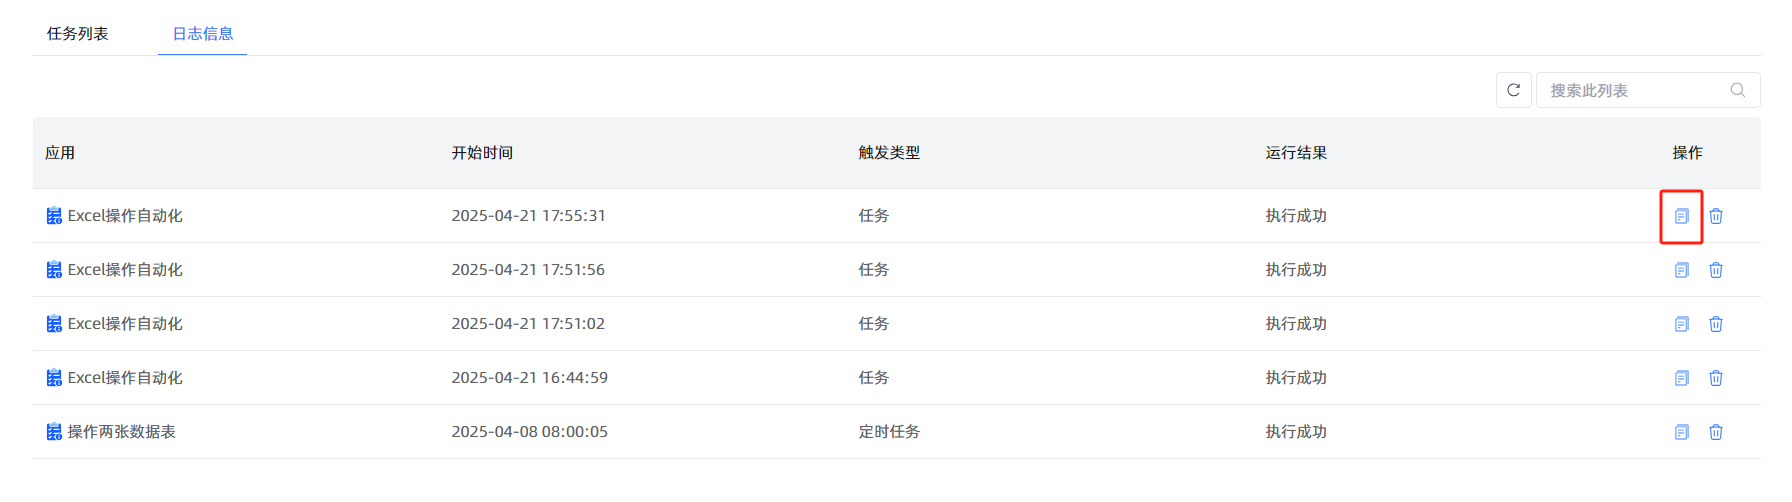 任务列表 日志信息
搜索此列表
应用 开始时间 触发类型 运行结果 操作
Excel操作自动化 2025-04-21 17:55:31 任务 执行成功
Excel操作自动化 2025-04-21 17:51:56 任务 执行成功
Excel操作自动化 2025-04-21 17:51:02 任务 执行成功
Excel操作自动化 2025-04-21 16:44:59 任务 执行成功
操作两张数据表 2025-04-08 08:00:05 定时任务 执行成功